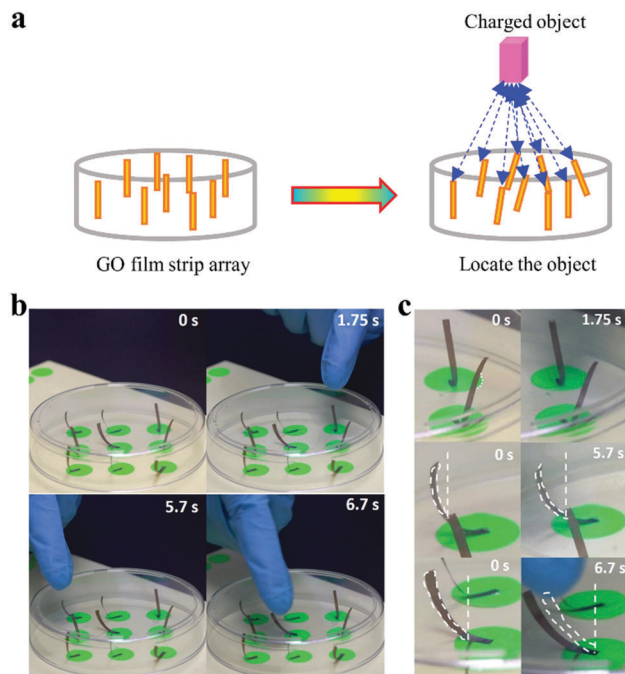 a
Charged object
GO film strip array
Locate the object
b
0 s
1.75 s
5.7 s
6.7 s
c
0 s
1.75 s
0 s
5.7 s
0 s
6.7 s